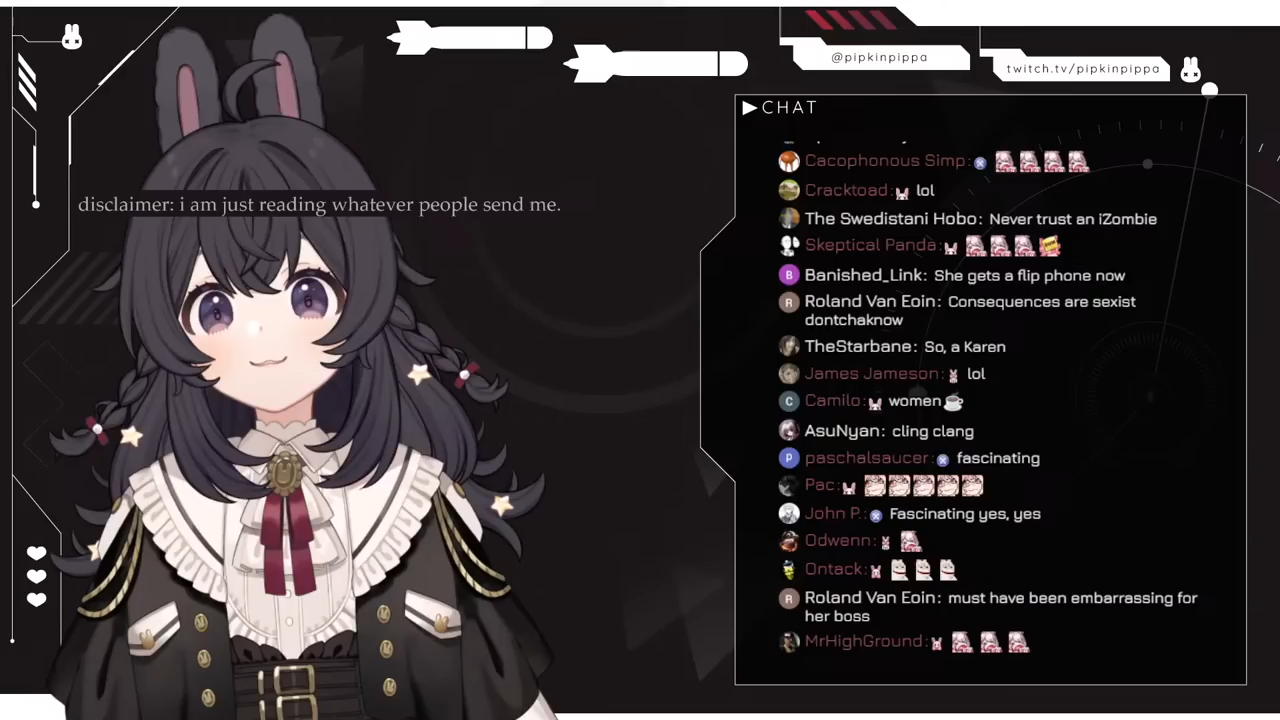 @pipkinpippa
twitch.tv/pipkinpippa
▶CHAT
Cacophonous Simp:
Cracktoad: lol
disclaimer: i am just reading whatever people send me.
The Swedistani Hobo: Never trust an iZombie
Skeptical Panda:
B Banished_Link: She gets a flip phone now
R Roland Van Eoin: Consequences are sexist
dontchaknow
TheStarbane: So, a Karen
James Jameson: lol
C Camilo: women☕
AsuNyan: cling clang
P paschalsaucer: fascinating
Pac:
John P.: Fascinating yes, yes
Odwenn:
Ontack:
R Roland Van Eoin: must have been embarrassing for
her boss
MrHighGround: